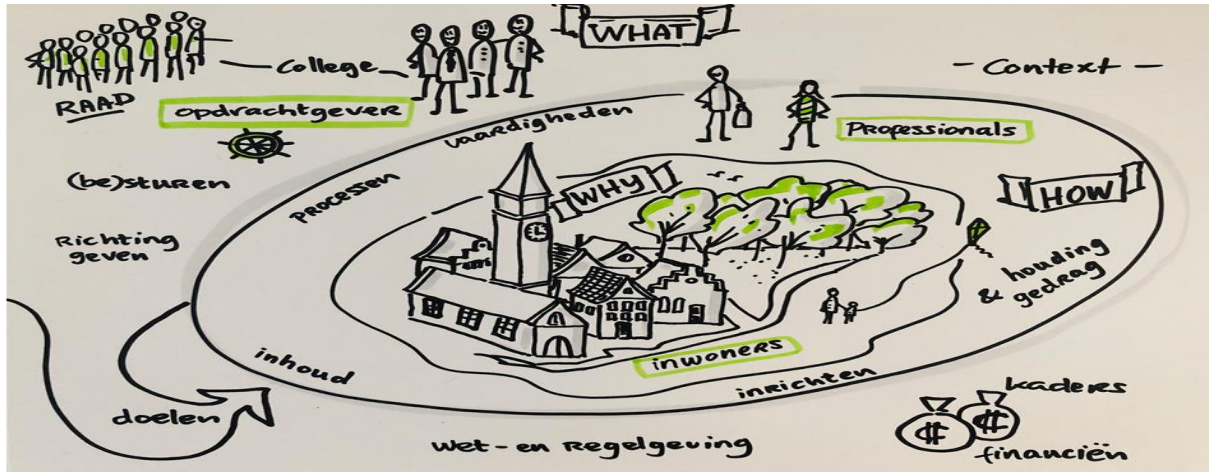 WHAT
College
RAAD
opdrachtgever
- Context -
vaardigheden
Professionals
(be)sturen
processen
WHY
HOW
Richting
geven
houding
& gedrag
inwoners
inhoud
inrichten
doelen
kaders
wet- en Regelgeving
financiën